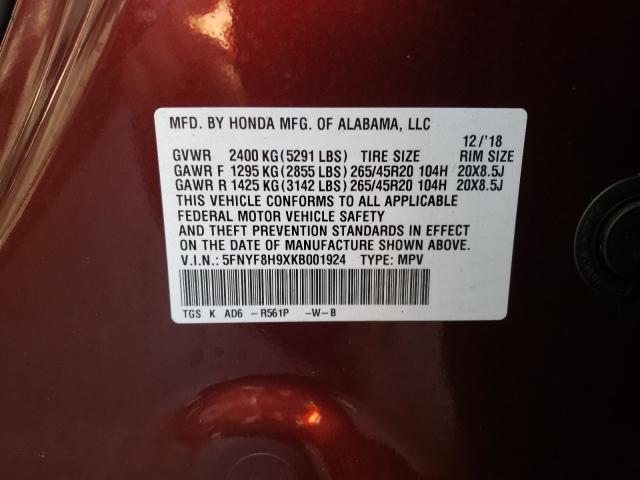 MFD. BY HONDA MFG. OF ALABAMA, LLC
12/'18
GVWR 2400 KG(5291 LBS) TIRE SIZE RIM SIZE
GAWR F 1295 KG(2855 LBS)265/45R20 104H 20X8.5J
GAWR R 1425 KG(3142 LBS)265/45R20 104H 20X8.5J
THIS VEHICLE CONFORMS TO ALL APPLICABLE
FEDERAL MOTOR VEHICLE SAFETY
AND THEFT PREVENTION STANDARDS IN EFFECT
ON THE DATE OF MANUFACTURE SHOWN ABOVE.
V.I.N.: 5FNYF8H9XKB001924 TYPE: MPV
TGS K AD6 -R561P -W-B